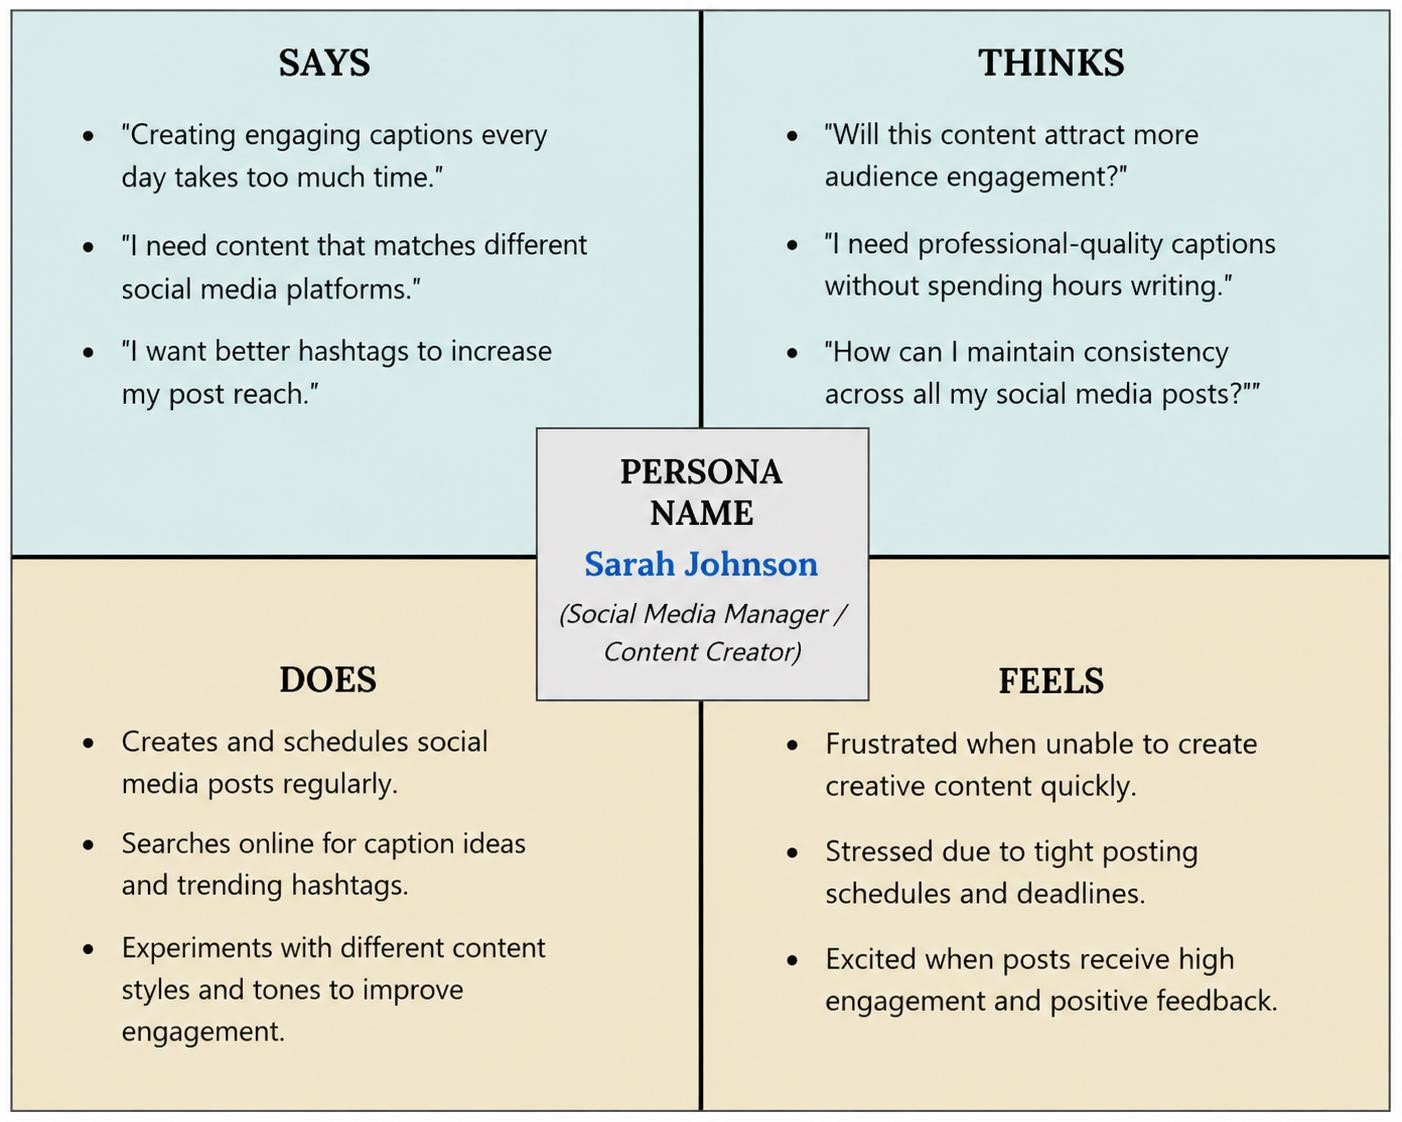 SAYS
• "Creating engaging captions every
day takes too much time."
• "I need content that matches different
social media platforms."
• "I want better hashtags to increase
my post reach."
THINKS
• "Will this content attract more
audience engagement?"
• "I need professional-quality captions
without spending hours writing."
• "How can I maintain consistency
across all my social media posts?""
PERSONA
NAME
Sarah Johnson
(Social Media Manager /
Content Creator)
DOES
• Creates and schedules social
media posts regularly.
• Searches online for caption ideas
and trending hashtags.
• Experiments with different content
styles and tones to improve
engagement.
FEELS
• Frustrated when unable to create
creative content quickly.
• Stressed due to tight posting
schedules and deadlines.
• Excited when posts receive high
engagement and positive feedback.